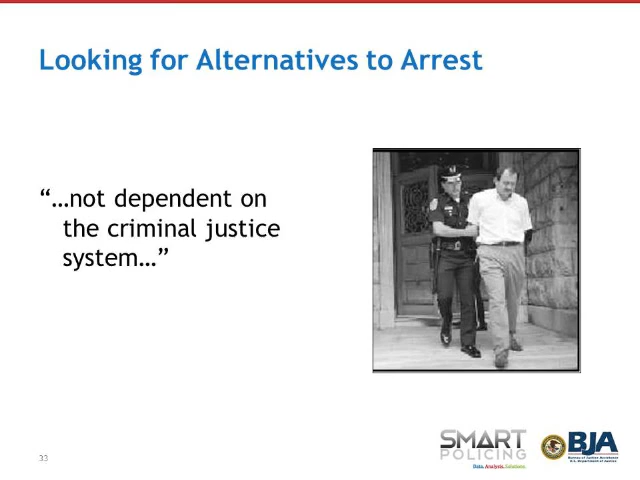 Looking for Alternatives to Arrest
“…not dependent on
the criminal justice
system…”
SMART
POLICING
Data. Analysis. Solutions.
BJA
Bureau of Justice Assistance
U.S. Department of Justice
33